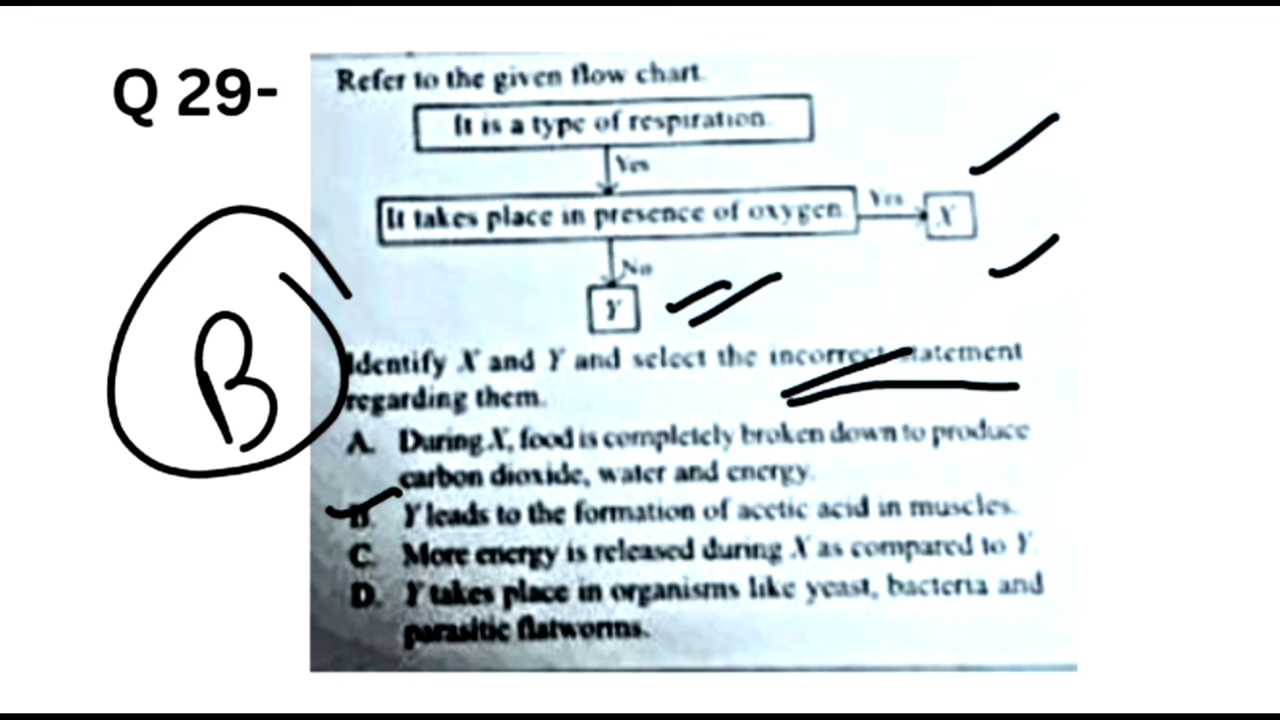 Q 29-
Refer to the given flow chart.
It is a type of respiration.
Yes
It takes place in presence of oxygen.
Yes
X
No
Y
Identify X and Y and select the incorrect statement
regarding them.
A. During X, food is completely broken down to produce
carbon dioxide, water and energy.
B. Y leads to the formation of acetic acid in muscles.
C. More energy is released during X as compared to Y.
D. Y takes place in organisms like yeast, bacteria and
parasitic flatworms.
B